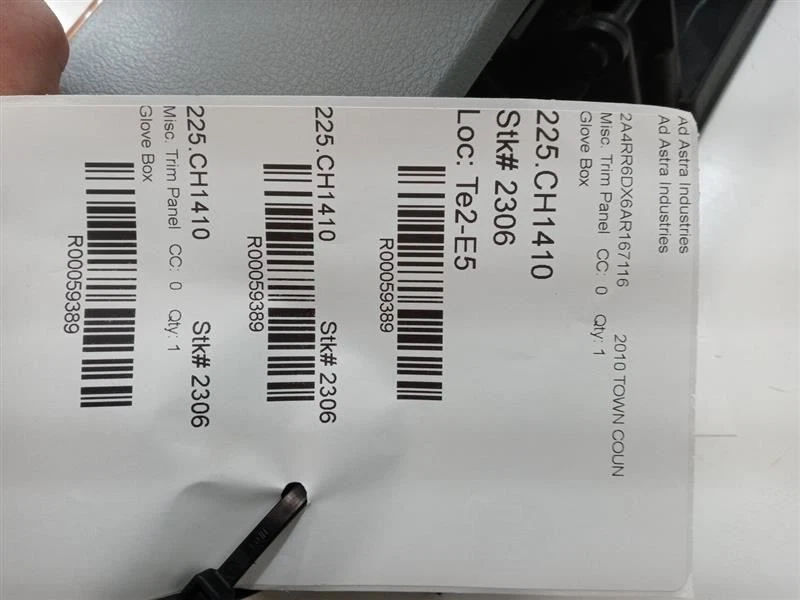 Ad Astra Industries
Ad Astra Industries
2A4RR6DX6AR167116 2010 TOWN COUN
Misc. Trim Panel CC: 0 Qty: 1
Glove Box
225.CH1410
Stk# 2306
Loc: Te2-E5
R00059389
225.CH1410 Stk# 2306
R00059389
225.CH1410 Stk# 2306
Misc. Trim Panel CC: 0 Qty: 1
Glove Box
R00059389